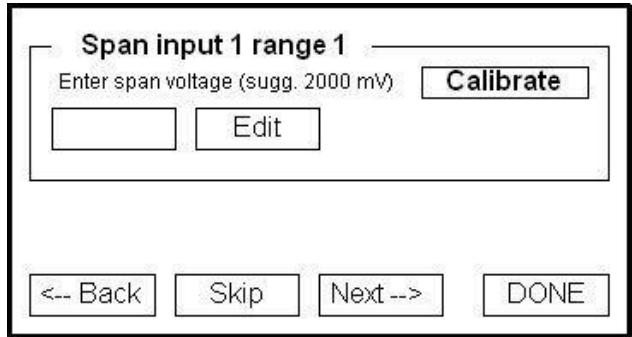 Span input 1 range 1
Enter span voltage (sugg. 2000 mV) Calibrate
Edit
<-- Back Skip Next --> DONE